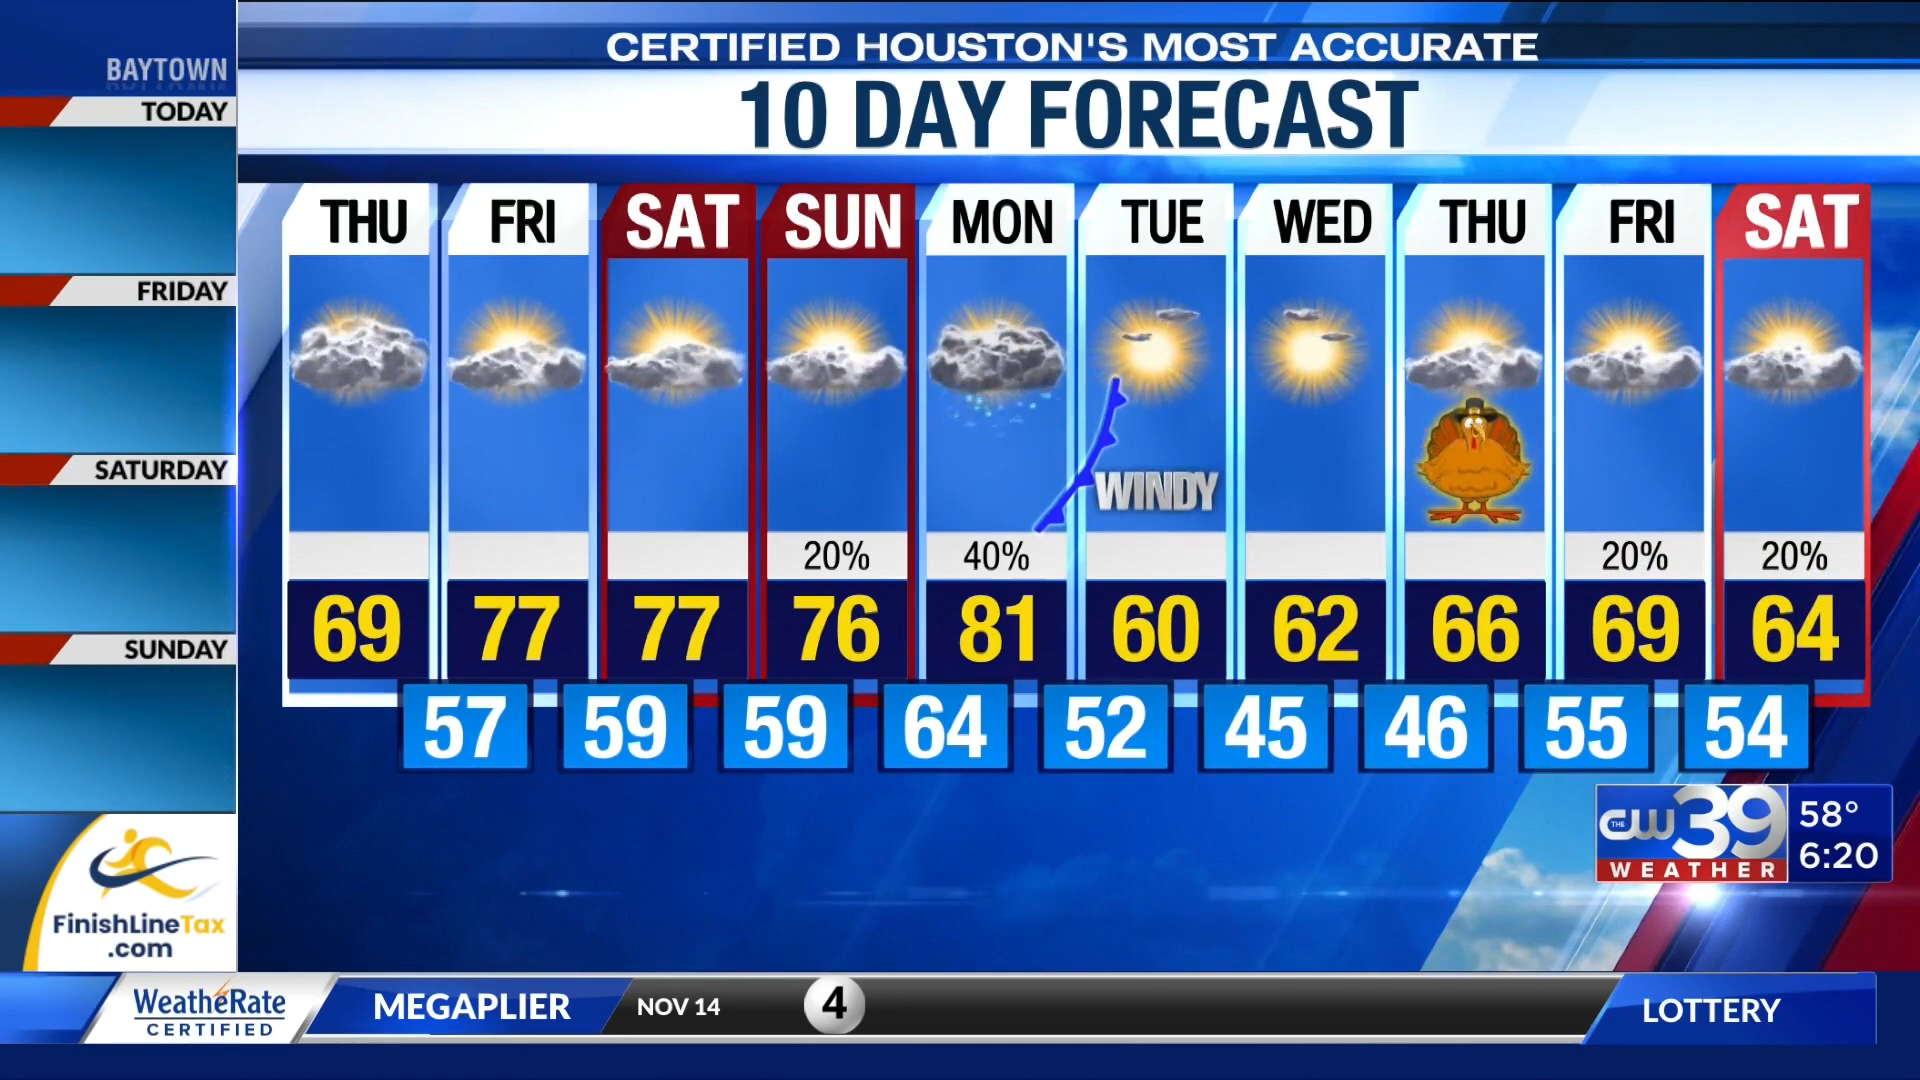 BAYTOWN
TODAY
FRIDAY
SATURDAY
SUNDAY
FinishLineTax
.com
CERTIFIED HOUSTON'S MOST ACCURATE
10 DAY FORECAST
THU FRI SAT SUN MON TUE WED THU FRI SAT
WINDY
20% 40% 20% 20%
69 77 77 76 81 60 62 66 69 64
57 59 59 64 52 45 46 55 54
THE CW 39
WEATHER
58°
6:20
WeatheRate
CERTIFIED
MEGAPLIER NOV 14 4 LOTTERY